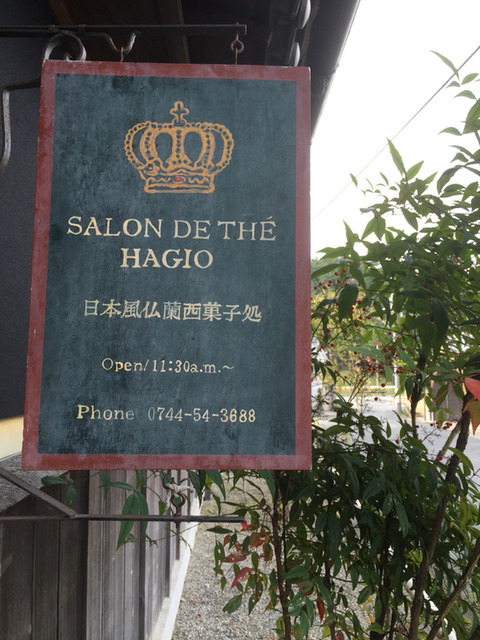 SALON DE THÉ
HAGIO
日本風仏蘭西菓子処
Open/11:30a.m.～
Phone 0744-54-3688